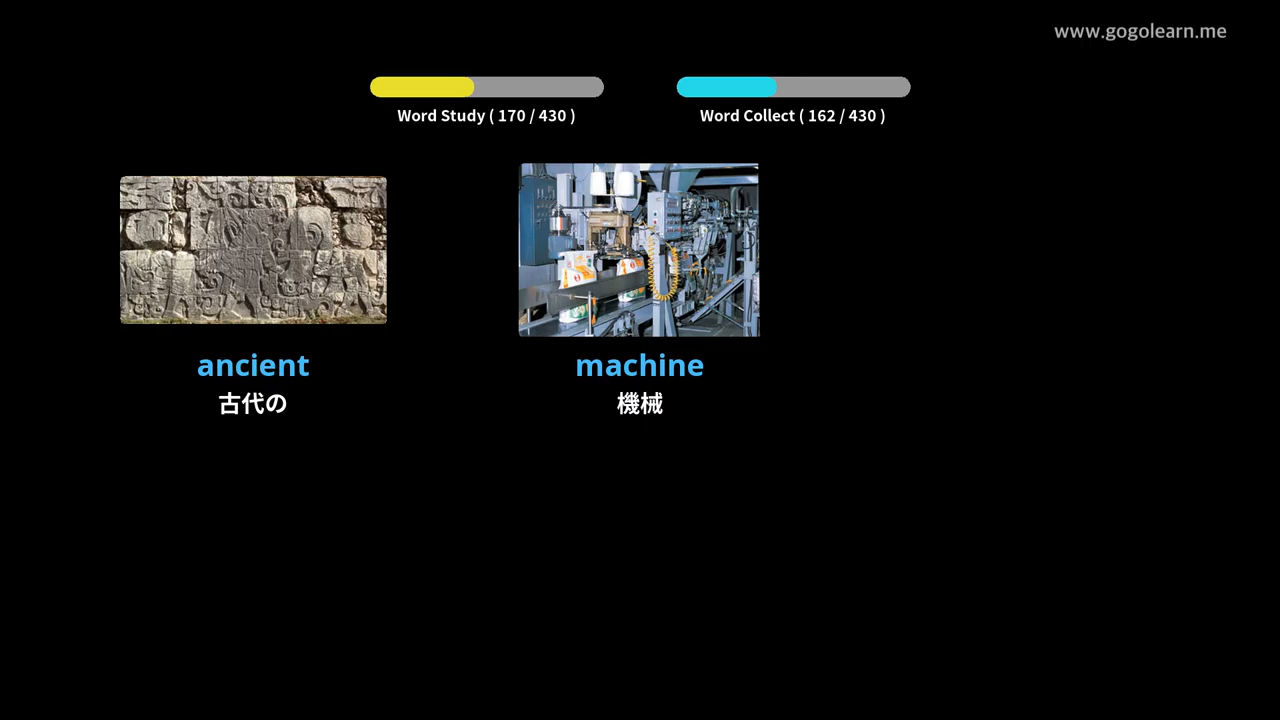 www.gogolearn.me
Word Study ( 170 / 430 )
Word Collect ( 162 / 430 )
ancient
古代の
machine
機械